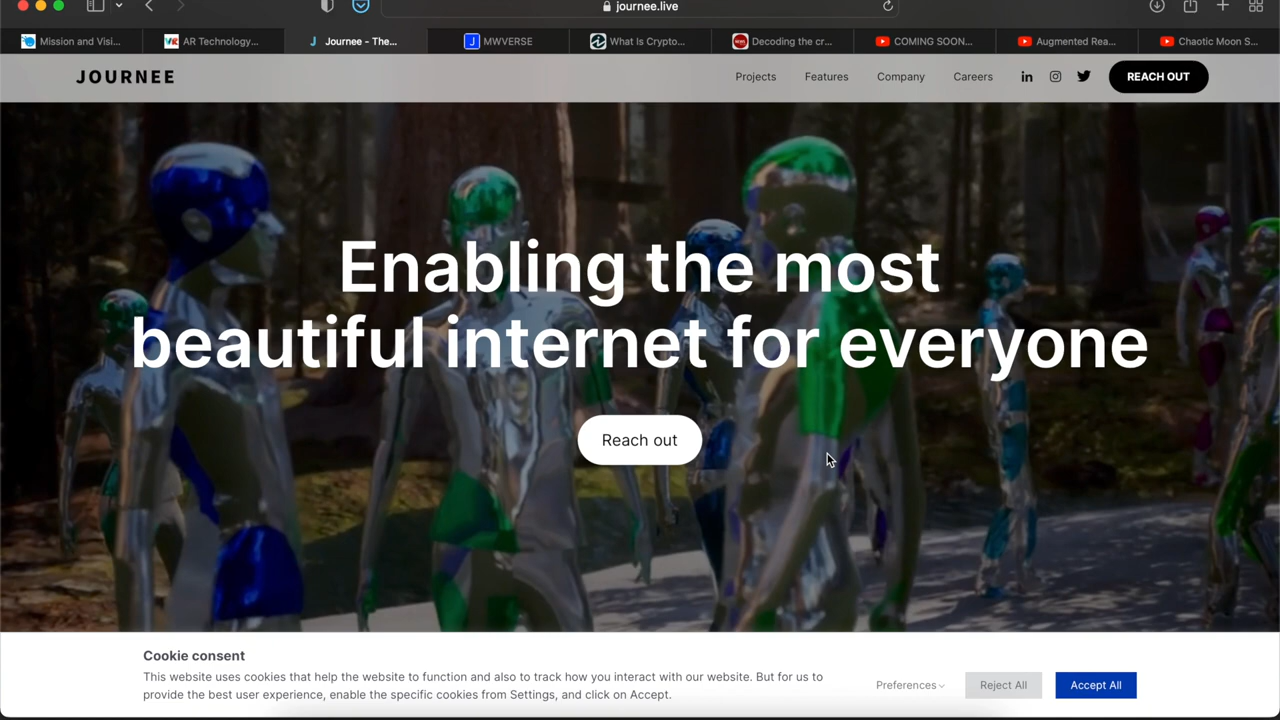 journee.live
Mission and Visi...
AR Technology...
Journee - The...
MWVERSE
What Is Crypto...
Decoding the cr...
COMING SOON...
Augmented Rea...
Chaotic Moon S...
JOURNEE
Projects
Features
Company
Careers
REACH OUT
Enabling the most
beautiful internet for everyone
Reach out
Cookie consent
This website uses cookies that help the website to function and also to track how you interact with our website. But for us to
provide the best user experience, enable the specific cookies from Settings, and click on Accept.
Preferences
Reject All
Accept All